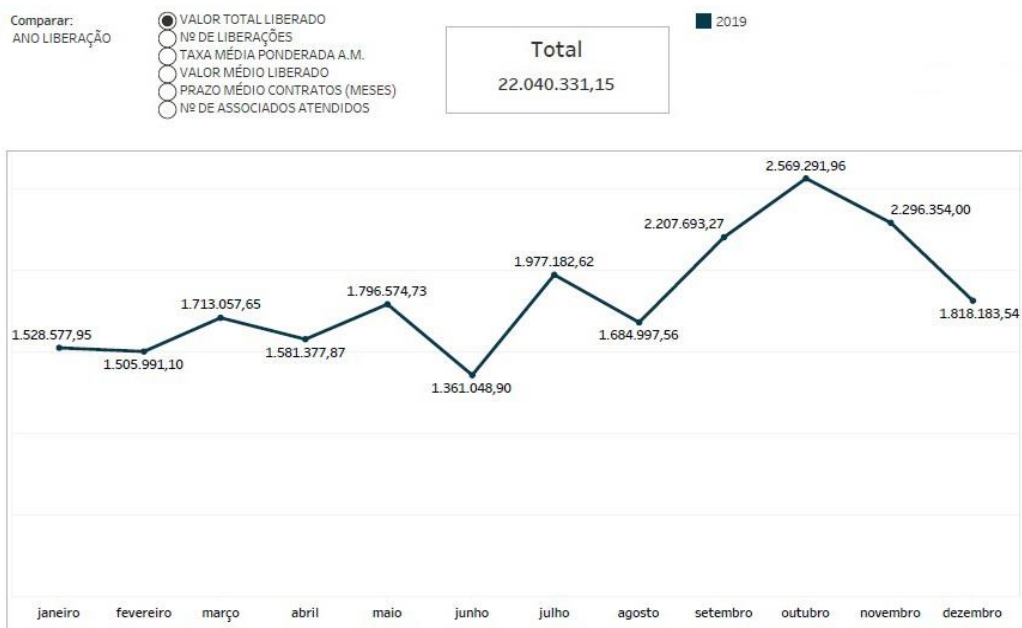 Comparar:
ANO LIBERAÇÃO
VALOR TOTAL LIBERADO
Nº DE LIBERAÇÕES
TAXA MÉDIA PONDERADA A.M.
VALOR MÉDIO LIBERADO
PRAZO MÉDIO CONTRATOS (MESES)
Nº DE ASSOCIADOS ATENDIDOS
Total
22.040.331,15
2019
1.528.577,95
1.505.991,10
1.713.057,65
1.581.377,87
1.796.574,73
1.361.048,90
1.977.182,62
1.684.997,56
2.207.693,27
2.569.291,96
2.296.354,00
1.818.183,54
janeiro fevereiro março abril maio junho julho agosto setembro outubro novembro dezembro